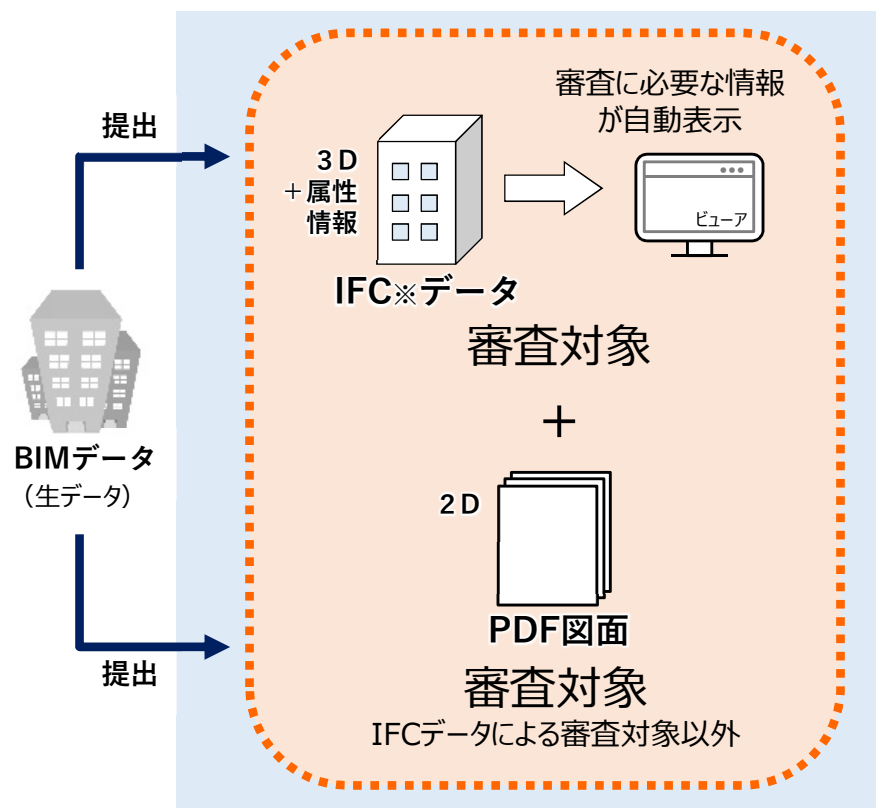 提出
審査に必要な情報
が自動表示
3D
+属性
情報
ビューア
IFC※データ
審査対象
+
BIMデータ
（生データ）
2D
PDF図面
提出
審査対象
IFCデータによる審査対象以外